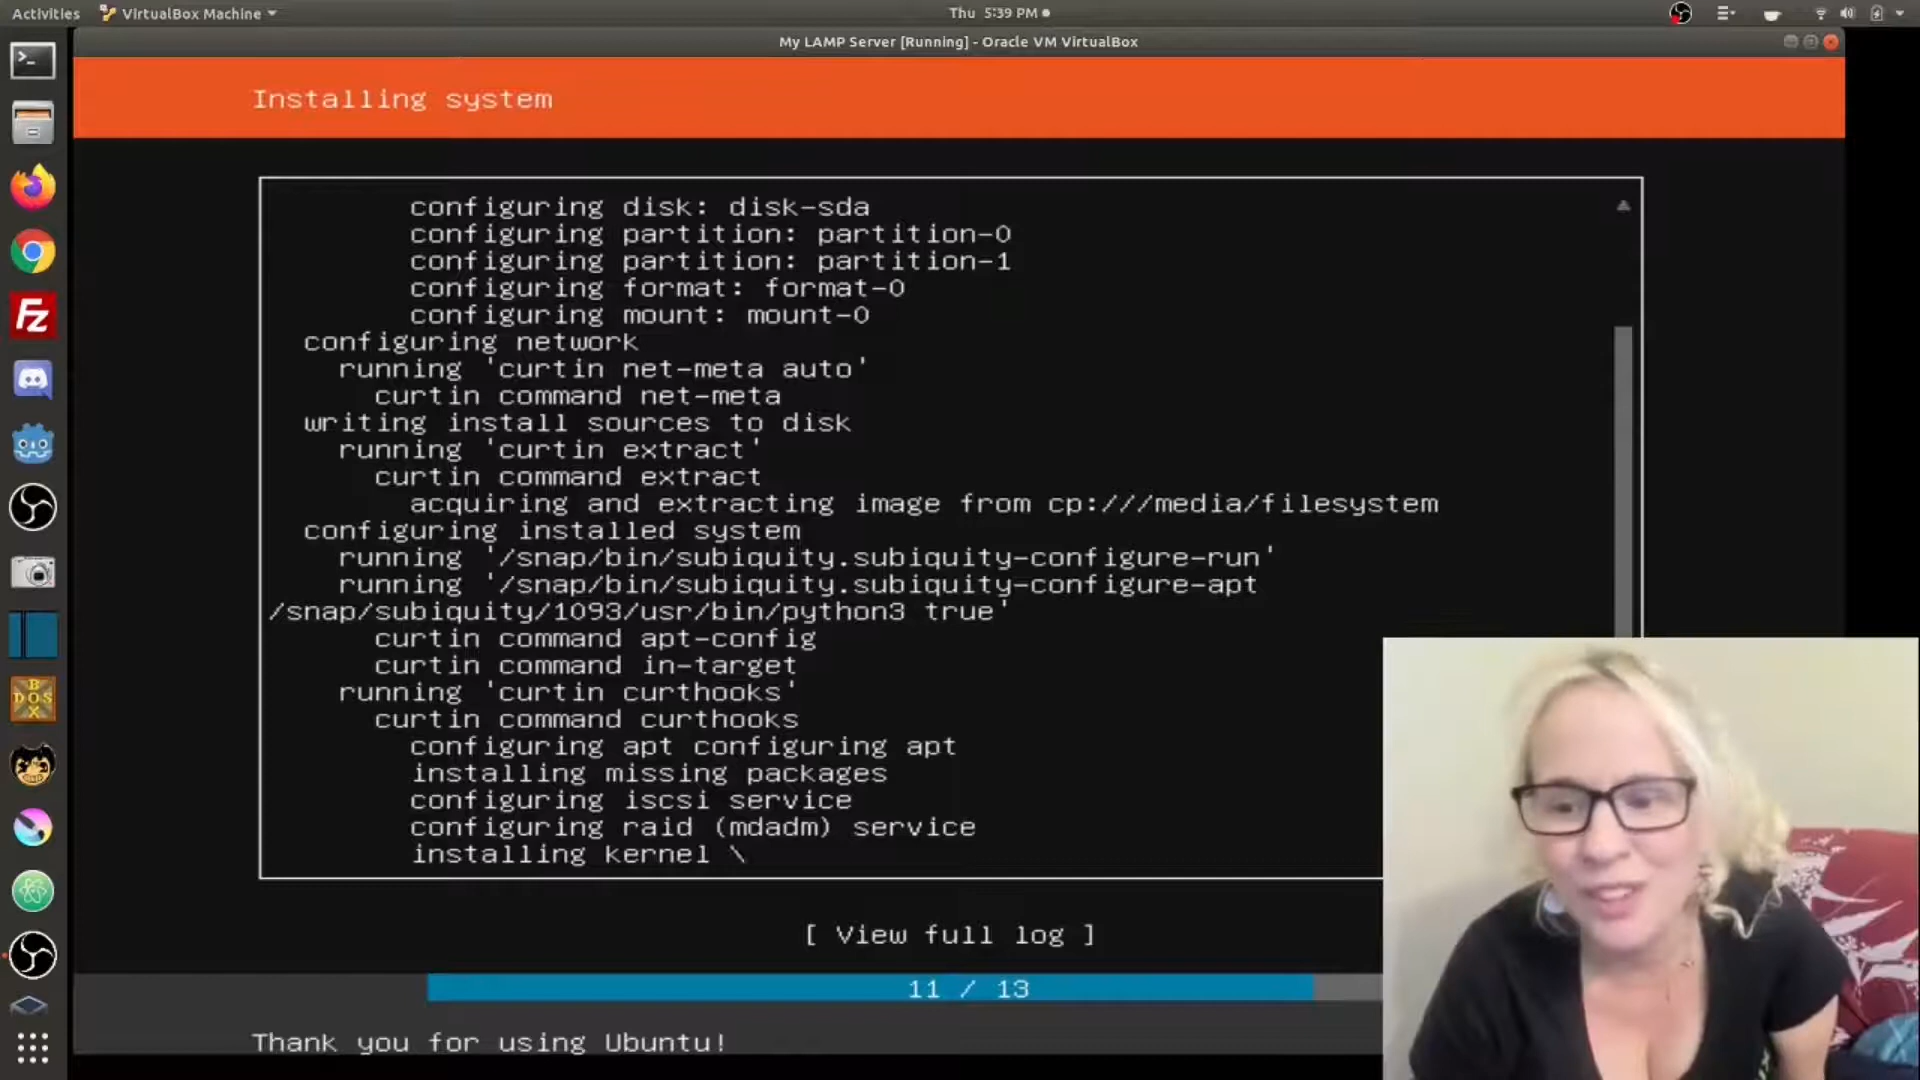 Activities VirtualBox Machine Thu 5:39 PM
My LAMP Server [Running] - Oracle VM VirtualBox
Installing system
configuring disk: disk-sda
configuring partition: partition-0
configuring partition: partition-1
configuring format: format-0
configuring mount: mount-0
configuring network
running 'curtin net-meta auto'
curtin command net-meta
writing install sources to disk
running 'curtin extract'
curtin command extract
acquiring and extracting image from cp:///media/filesystem
configuring installed system
running '/snap/bin/subiquity.subiquity-configure-run'
running '/snap/bin/subiquity.subiquity-configure-apt
/snap/subiquity/1093/usr/bin/python3 true'
curtin command apt-config
curtin command in-target
running 'curtin curthooks'
curtin command curthooks
configuring apt configuring apt
installing missing packages
configuring iscsi service
configuring raid (mdadm) service
installing kernel \
[ View full log ]
11 / 13
Thank you for using Ubuntu!
FZ
B
DOS
X